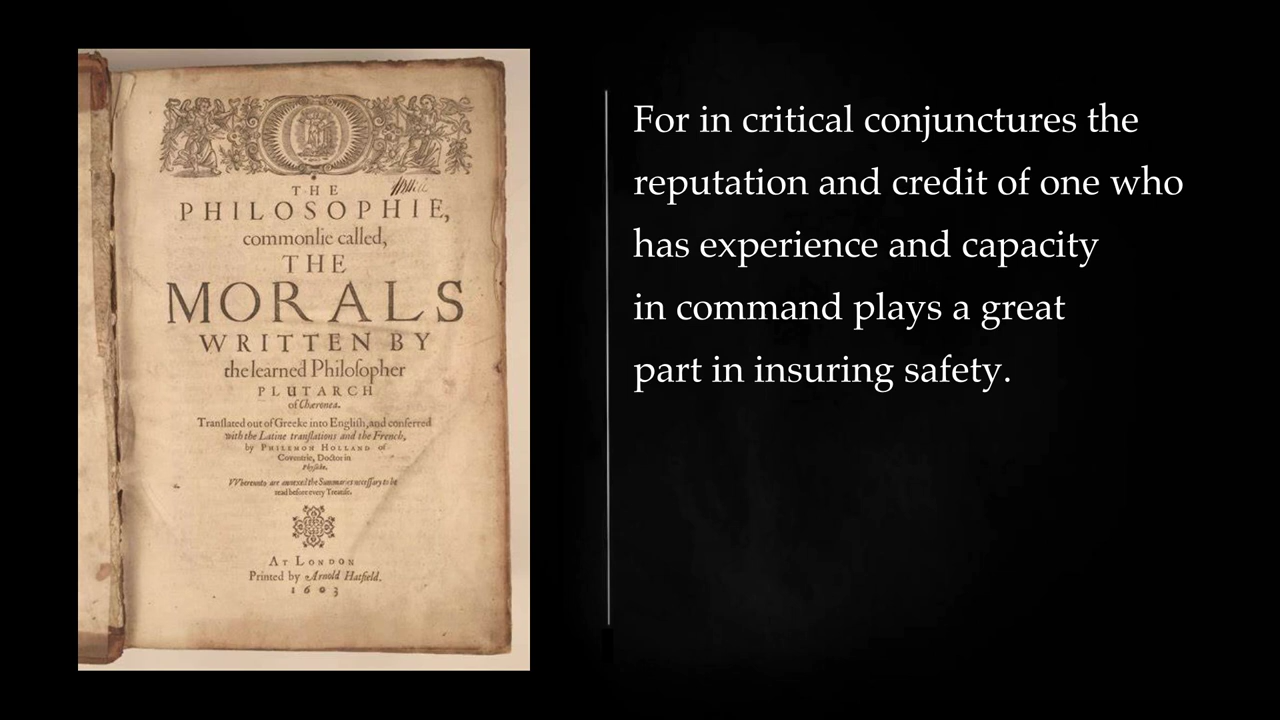 THE
PHILOSOPHIE,
commonlie called,
THE
MORALS
WRITTEN BY
the learned Philoſopher
PLUTARCH
of Chæronea.
Tranſlated out of Greeke into Engliſh, and conferred
with the Latine tranſlations and the French,
by PHILEMON HOLLAND of
Coventrie, Doctor in
Phyſicke.
VVhereunto are annexed the Summaries neceſſary to be
read before every Treatiſe.
AT LONDON
Printed by Arnold Hatfield.
1603
For in critical conjunctures the
reputation and credit of one who
has experience and capacity
in command plays a great
part in insuring safety.